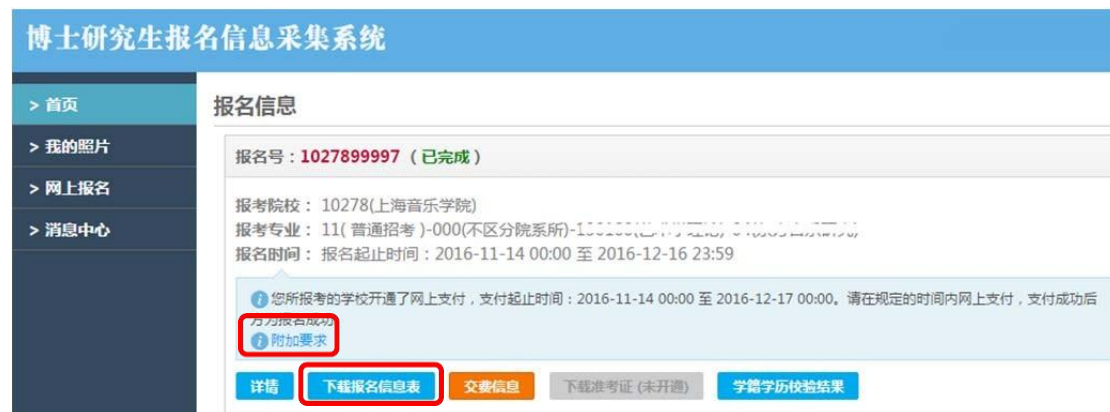 博士研究生报名信息采集系统
> 首页
> 我的照片
> 网上报名
> 消息中心
报名信息
报名号：1027899997 （已完成）
报考院校： 10278(上海音乐学院)
报考专业： 11( 普通招考 )-000(不区分院系所)-
报名时间： 报名起止时间：2016-11-14 00:00 至 2016-12-16 23:59
您所报考的学校开通了网上支付，支付起止时间：2016-11-14 00:00 至 2016-12-17 00:00。请在规定的时间内网上支付，支付成功后
方为报名成功
附加要求
详情 下载报名信息表 交费信息 下载准考证 (未开通) 学籍学历校验结果